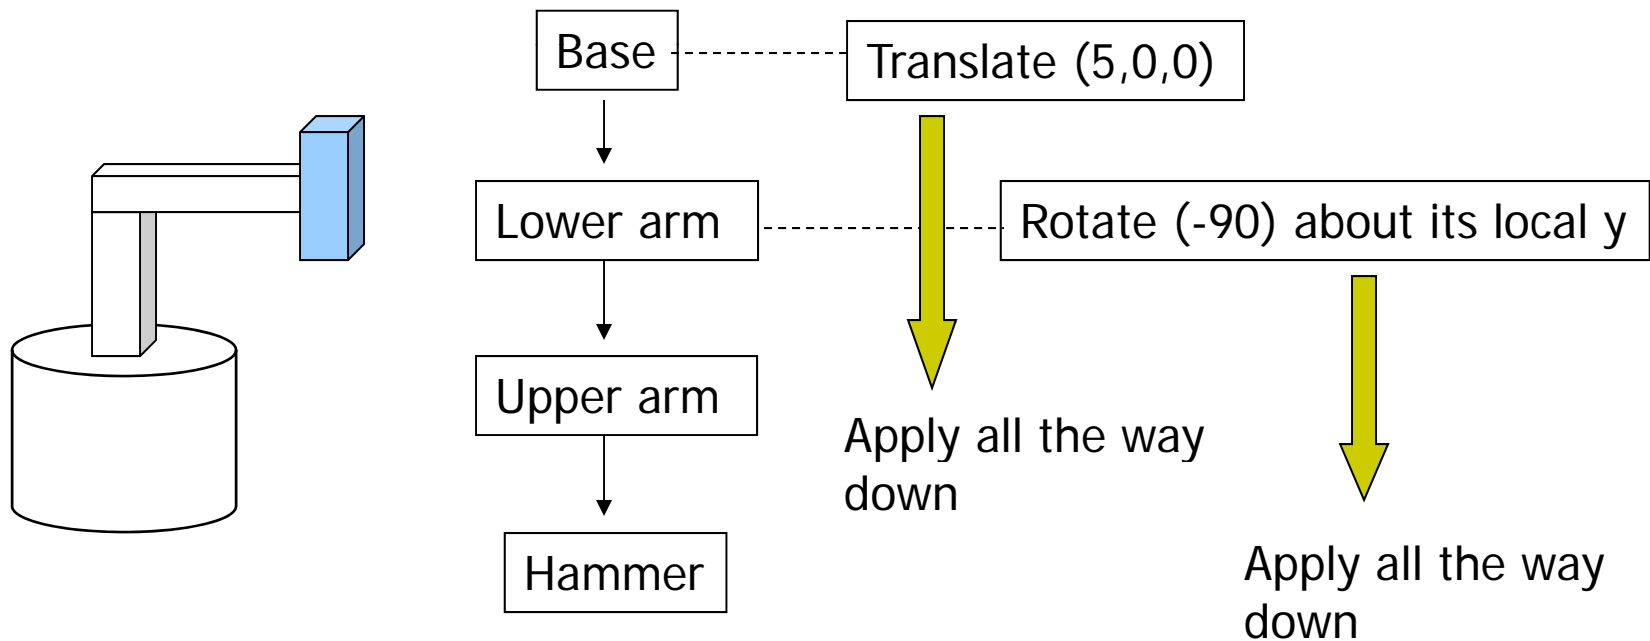 Base
Translate (5,0,0)
Lower arm
Rotate (-90) about its local y
Upper arm
Apply all the way
down
Hammer
Apply all the way
down